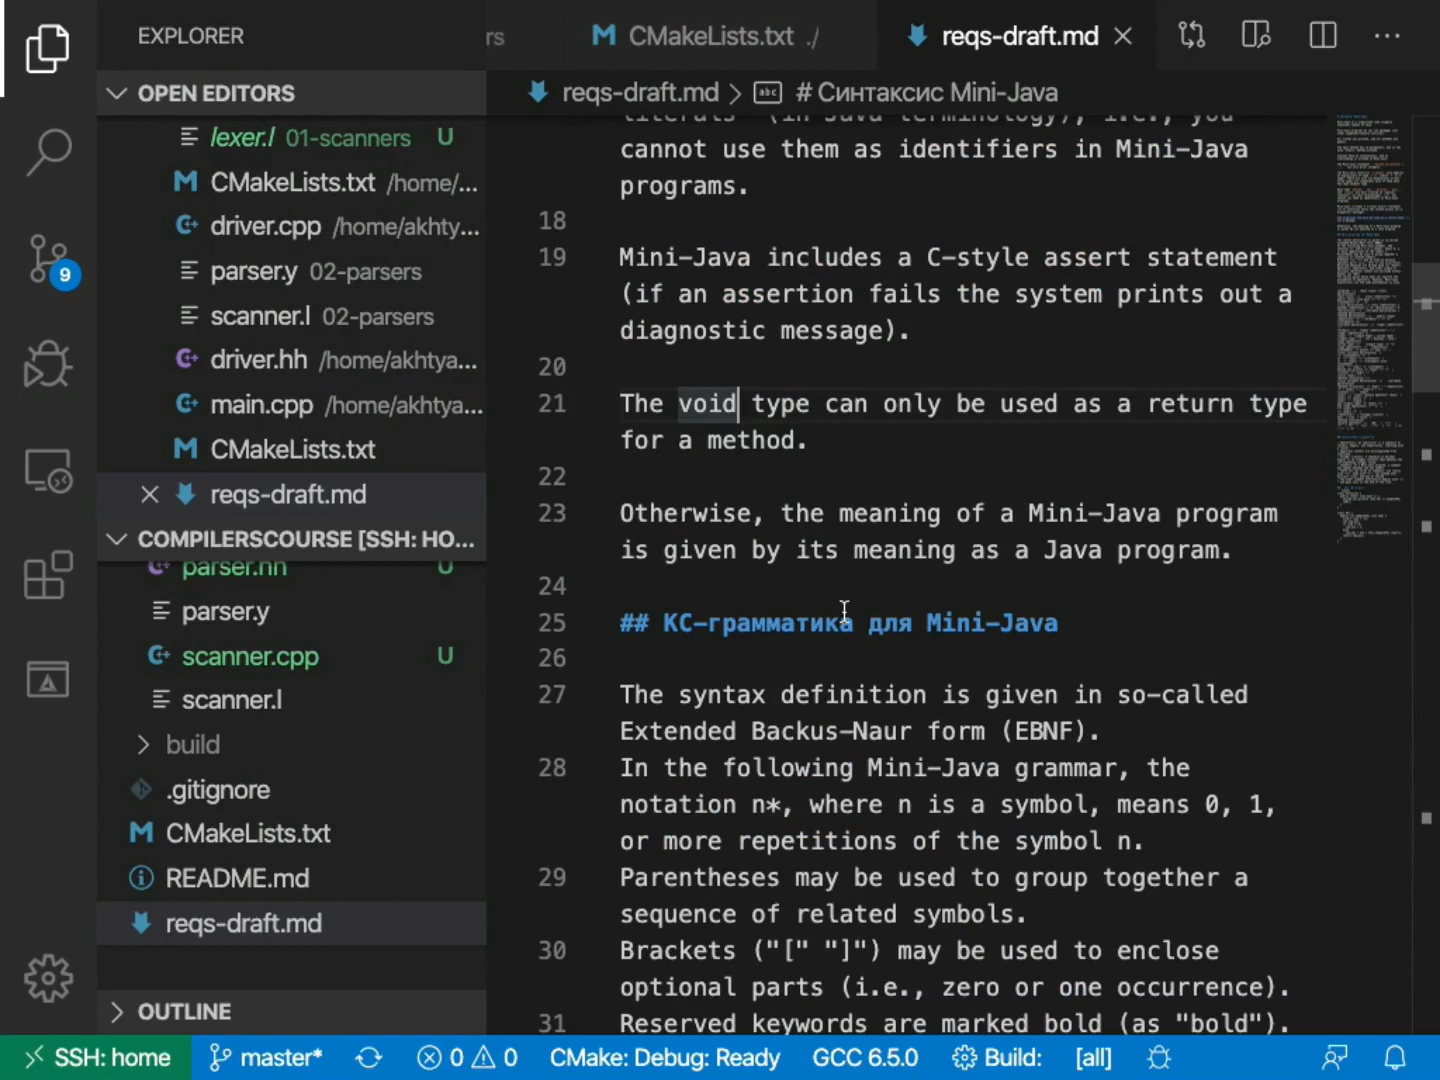 EXPLORER
rs
CMakeLists.txt ./
reqs-draft.md
OPEN EDITORS
reqs-draft.md > # Синтаксис Mini-Java
lexer.l 01-scanners U
CMakeLists.txt /home/...
driver.cpp /home/akhty...
parser.y 02-parsers
scanner.l 02-parsers
driver.hh /home/akhtya...
main.cpp /home/akhtya...
CMakeLists.txt
reqs-draft.md
COMPILERSCOURSE [SSH: HO...
parser.hh U
parser.y
scanner.cpp U
scanner.l
build
.gitignore
CMakeLists.txt
README.md
reqs-draft.md
OUTLINE
9
literals (in Java terminology), i.e., you
cannot use them as identifiers in Mini-Java
programs.
18
19 Mini-Java includes a C-style assert statement
(if an assertion fails the system prints out a
diagnostic message).
20
21 The void type can only be used as a return type
for a method.
22
23 Otherwise, the meaning of a Mini-Java program
is given by its meaning as a Java program.
24
25 ## КС-грамматика для Mini-Java
26
27 The syntax definition is given in so-called
Extended Backus-Naur form (EBNF).
28 In the following Mini-Java grammar, the
notation n*, where n is a symbol, means 0, 1,
or more repetitions of the symbol n.
29 Parentheses may be used to group together a
sequence of related symbols.
30 Brackets ("[" "]") may be used to enclose
optional parts (i.e., zero or one occurrence).
31 Reserved keywords are marked bold (as "bold").
SSH: home master* 0 0 CMake: Debug: Ready GCC 6.5.0 Build: [all]